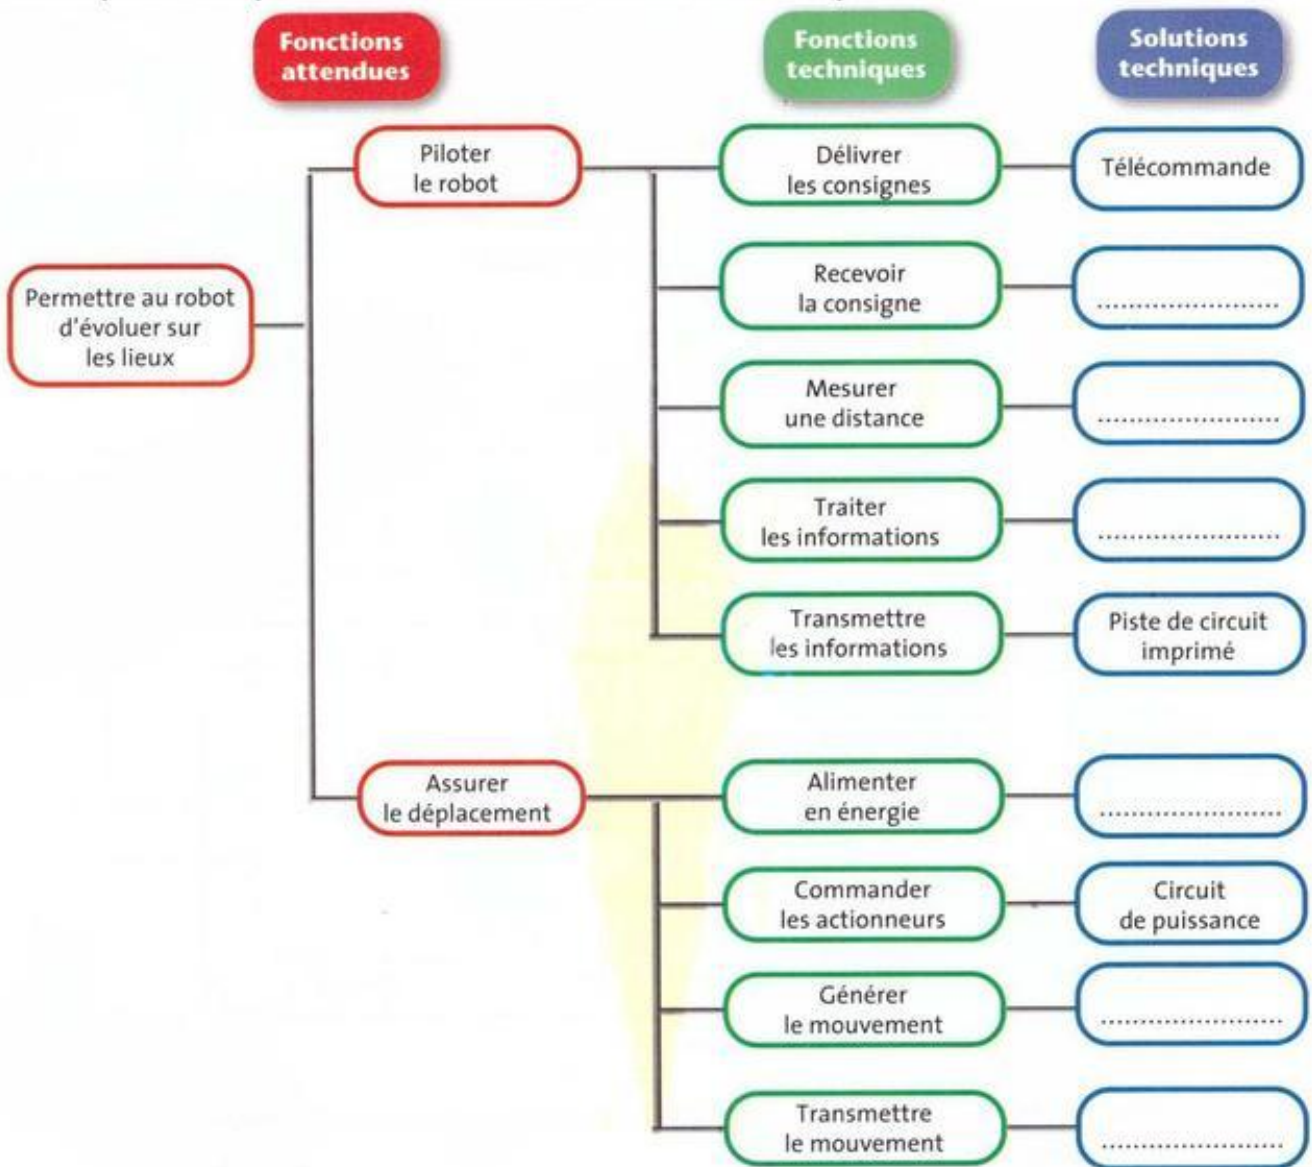 Fonctions
attendues
Fonctions
techniques
Solutions
techniques
Piloter
le robot
Délivrer
les consignes
Télécommande
Recevoir
la consigne
........................
Permettre au robot
d'évoluer sur
les lieux
Mesurer
une distance
........................
Traiter
les informations
........................
Transmettre
les informations
Piste de circuit
imprimé
Assurer
le déplacement
Alimenter
en énergie
........................
Commander
les actionneurs
Circuit
de puissance
Générer
le mouvement
........................
Transmettre
le mouvement
........................